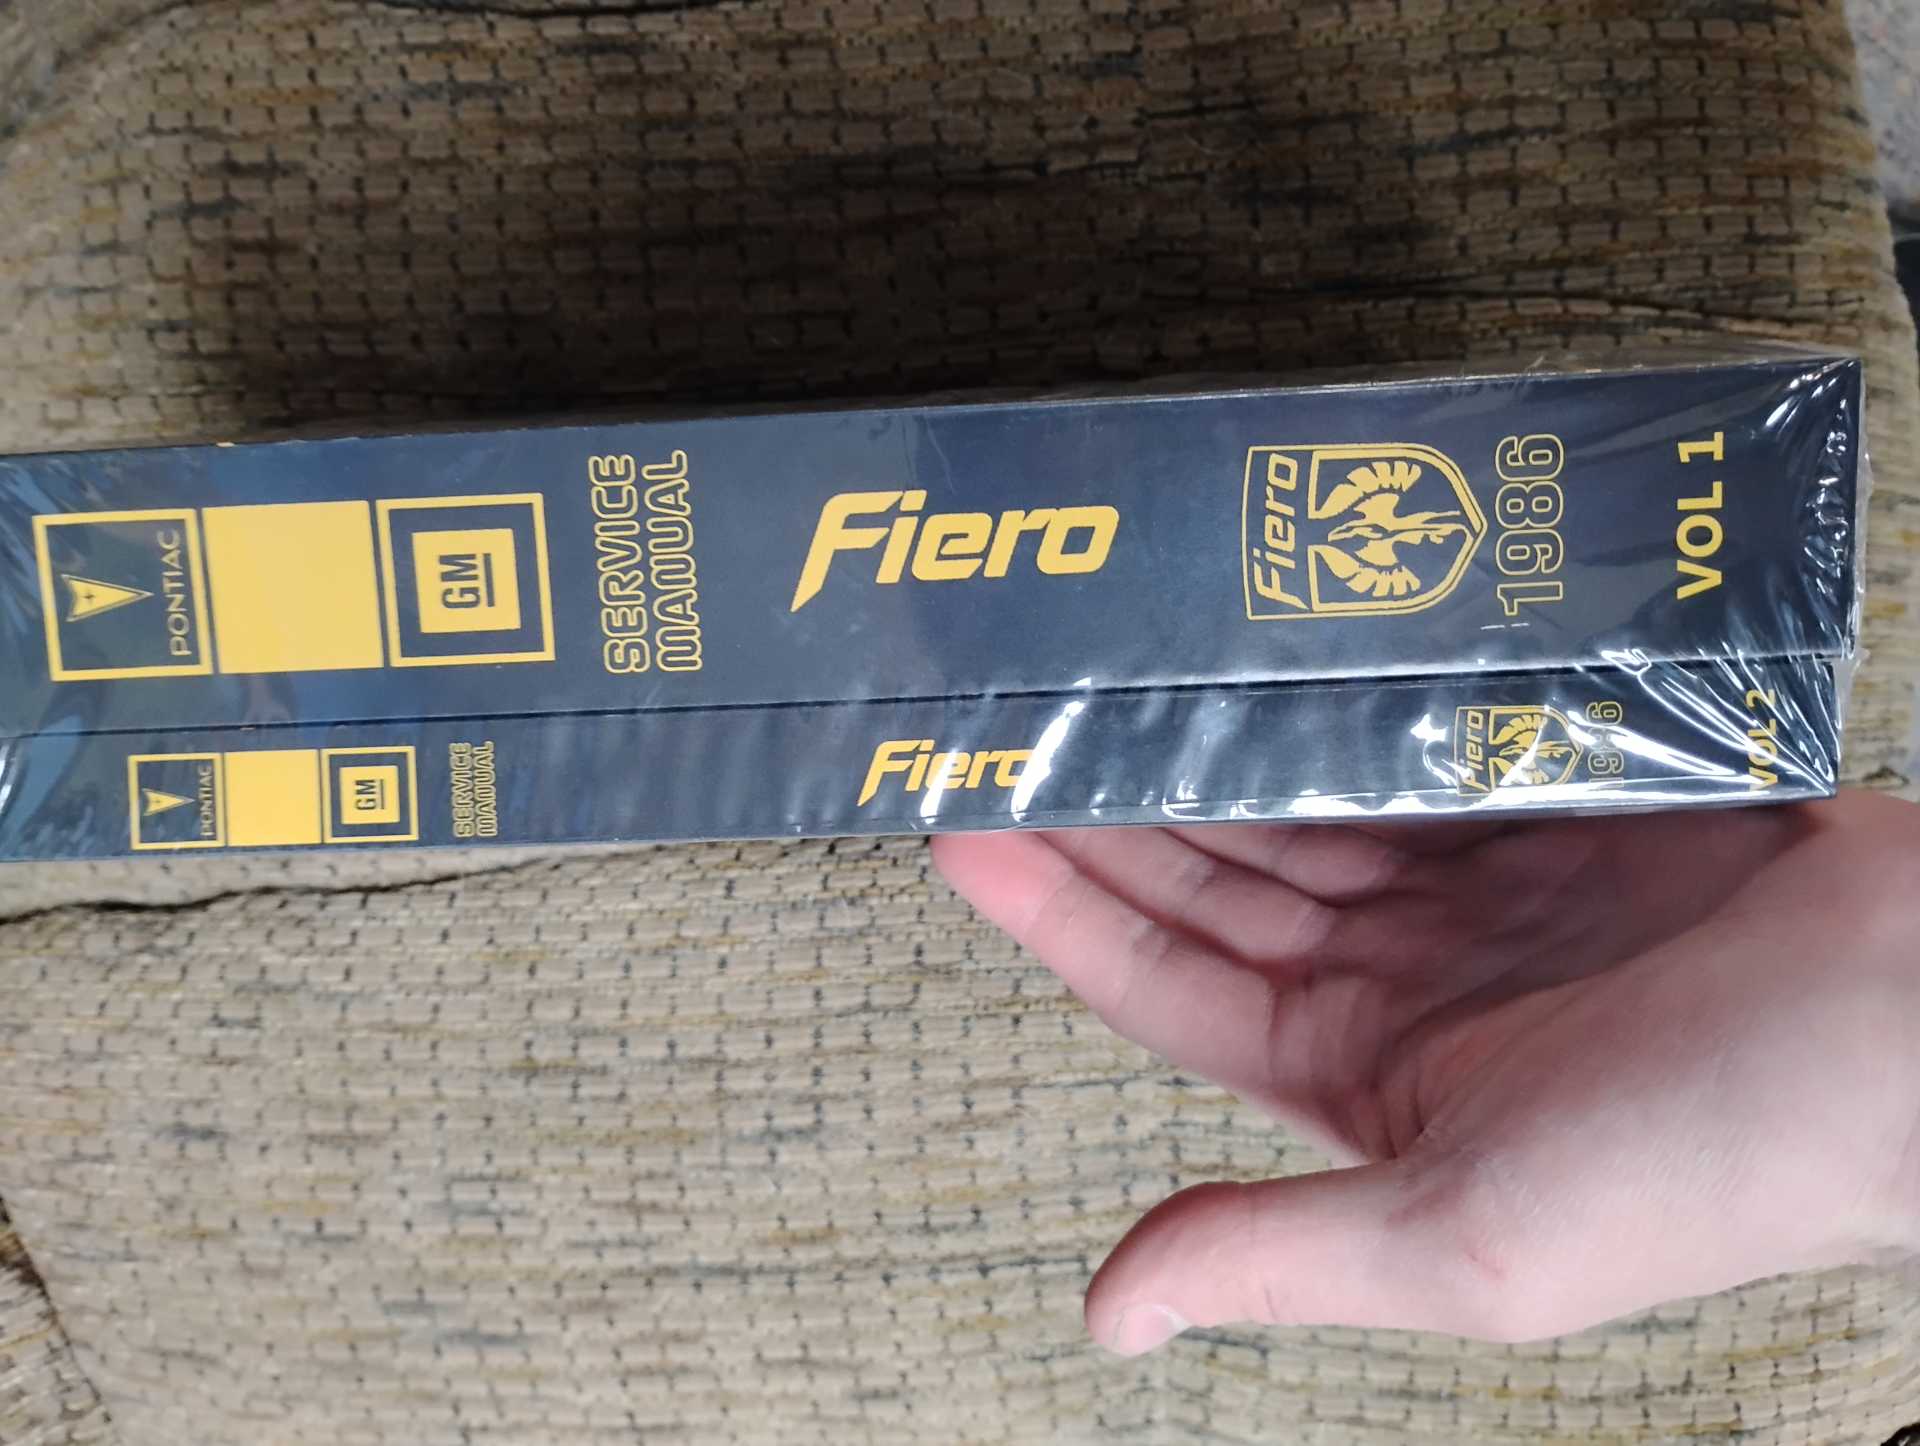 PONTIAC
GM
SERVICE
MANUAL
Fiero
Fiero
1986
VOL 1
PONTIAC
GM
SERVICE
MANUAL
Fiero
Fiero
1986
VOL 2